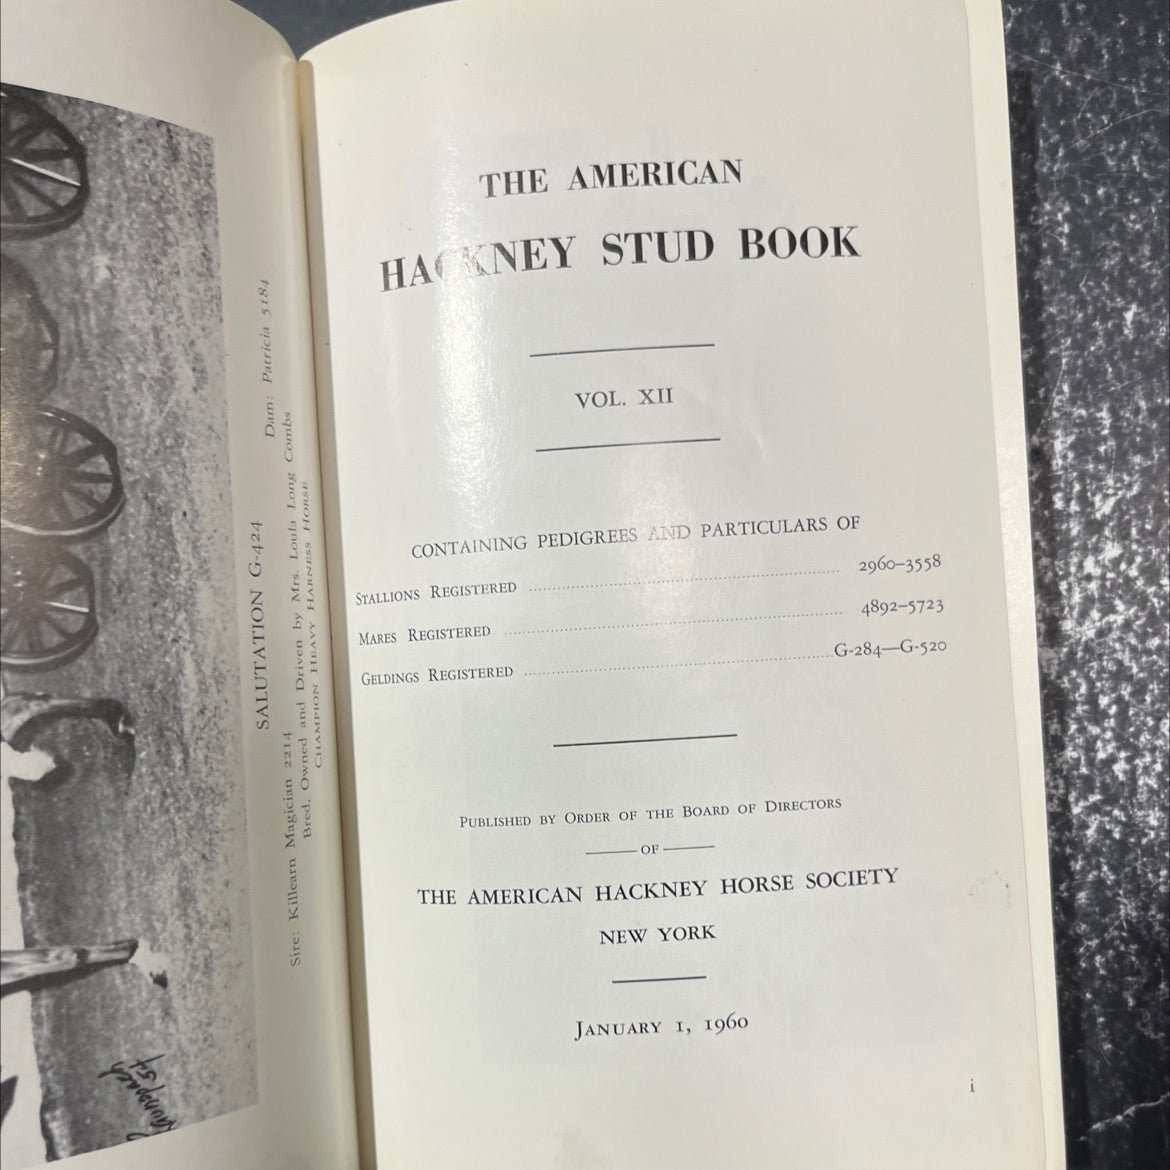 SALUTATION G-424
Sire: Killearn Magician 2214 Dam: Patricia 5184
Bred, Owned and Driven by Mrs. Loula Long Combs
CHAMPION HEAVY HARNESS HORSE
54
THE AMERICAN
HACKNEY STUD BOOK
VOL. XII
CONTAINING PEDIGREES AND PARTICULARS OF
STALLIONS REGISTERED ........ 2960–3558
MARES REGISTERED ........ 4892–5723
GELDINGS REGISTERED ........ G-284—G-520
PUBLISHED BY ORDER OF THE BOARD OF DIRECTORS
OF
THE AMERICAN HACKNEY HORSE SOCIETY
NEW YORK
JANUARY 1, 1960
i